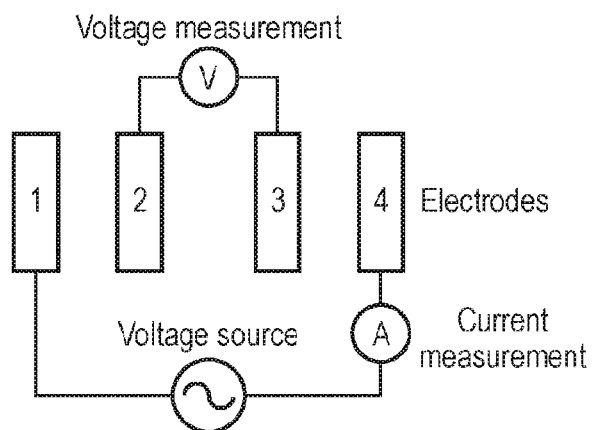 Voltage measurement
V
1
2
3
4
Electrodes
Voltage source
A
Current
measurement